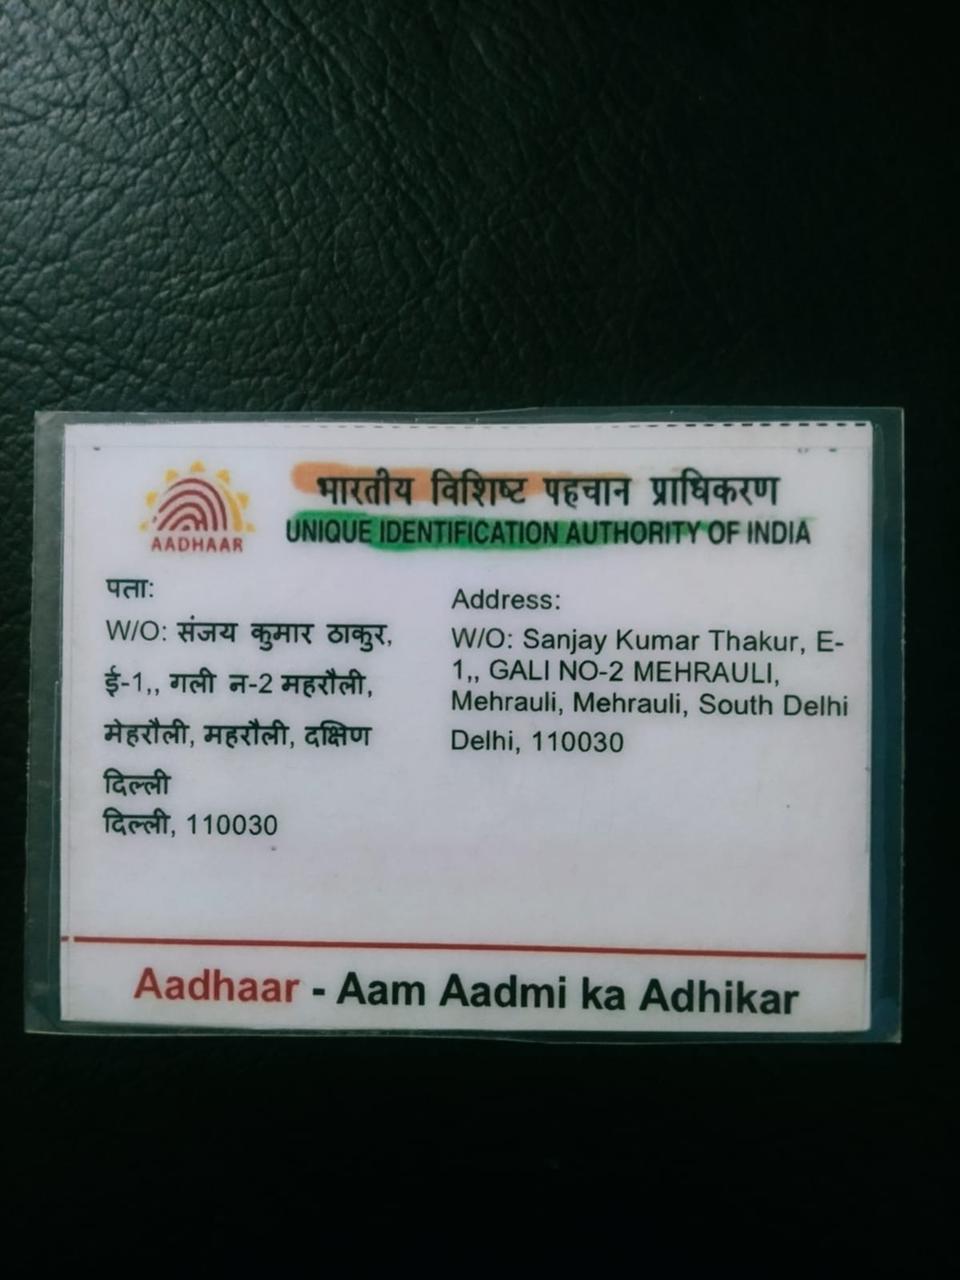 भारतीय विशिष्ट पहचान प्राधिकरण
UNIQUE IDENTIFICATION AUTHORITY OF INDIA
AADHAAR
पता:
W/O: संजय कुमार ठाकुर,
ई-1,, गली न-2 महरौली,
मेहरौली, महरौली, दक्षिण
दिल्ली
दिल्ली, 110030
Address:
W/O: Sanjay Kumar Thakur, E-
1,, GALI NO-2 MEHRAULI,
Mehrauli, Mehrauli, South Delhi
Delhi, 110030
Aadhaar - Aam Aadmi ka Adhikar